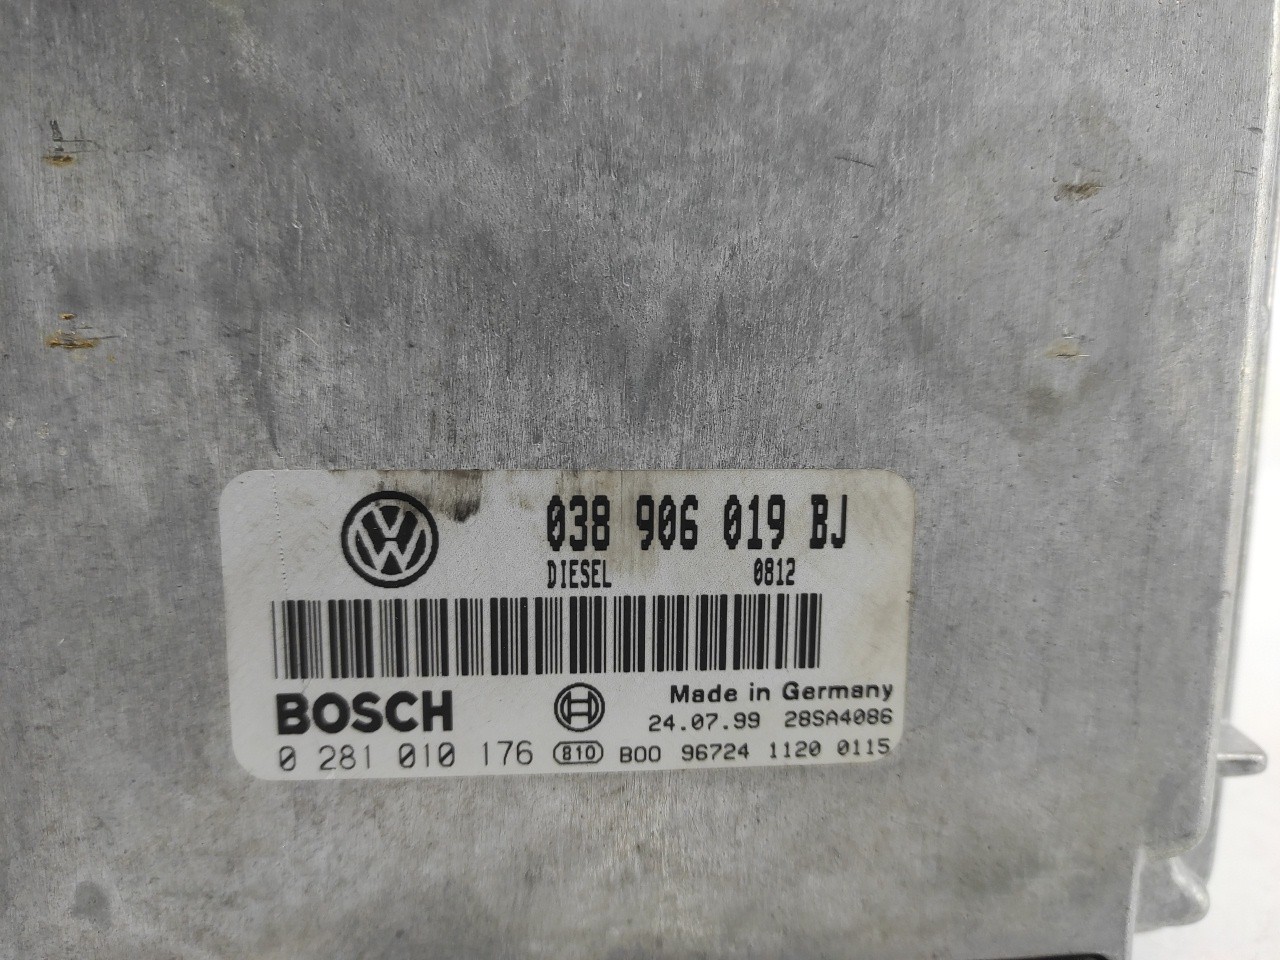 038 906 019 BJ
DIESEL 0812
BOSCH
Made in Germany
24.07.99 28SA4086
0 281 010 176 810 B00 96724 1120 0115